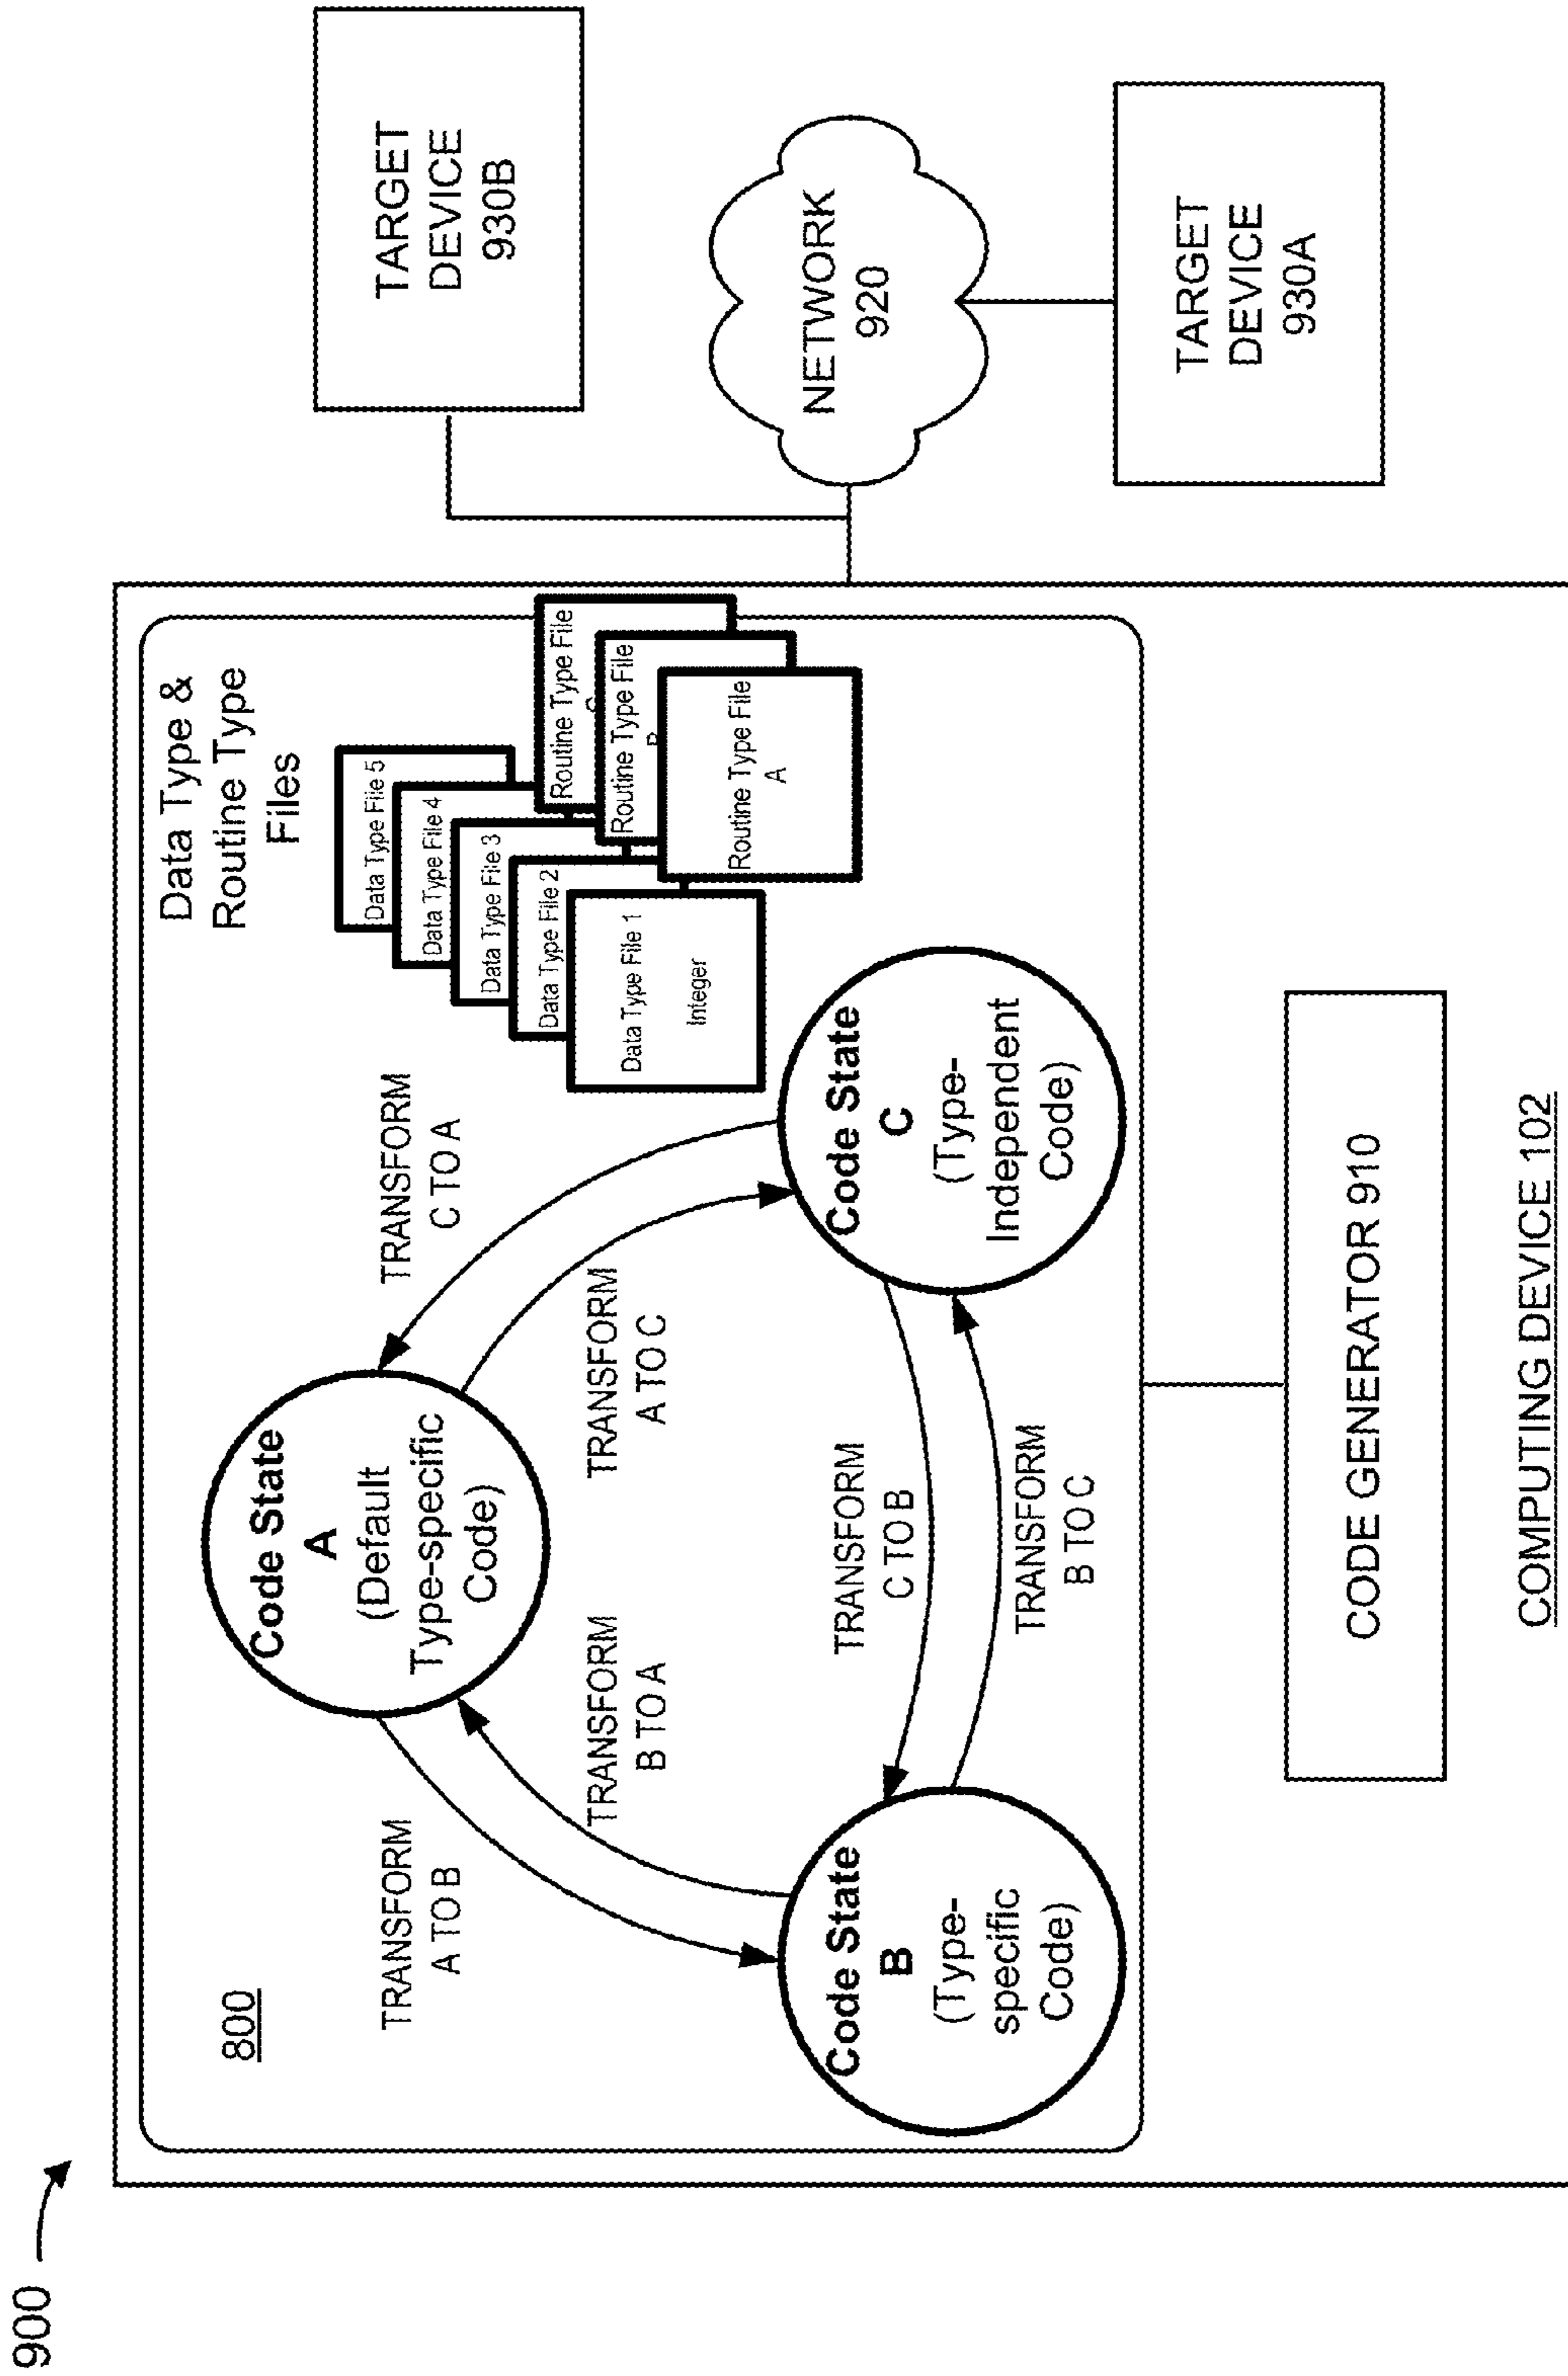 900
800
Data Type &
Routine Type
Files
Code State
A
(Default
Type-specific
Code)
TRANSFORM
A TO B
TRANSFORM
B TO A
TRANSFORM
C TO A
TRANSFORM
A TO C
Code State
B
(Type-
specific
Code)
TRANSFORM
C TO B
TRANSFORM
B TO C
Code State
C
(Type-
Independent
Code)
Data Type File 5
Data Type File 4
Data Type File 3
Data Type File 2
Data Type File 1
Integer
Routine Type File
Routine Type File
Routine Type File
A
CODE GENERATOR 910
COMPUTING DEVICE 102
TARGET
DEVICE
930B
NETWORK
920
TARGET
DEVICE
930A